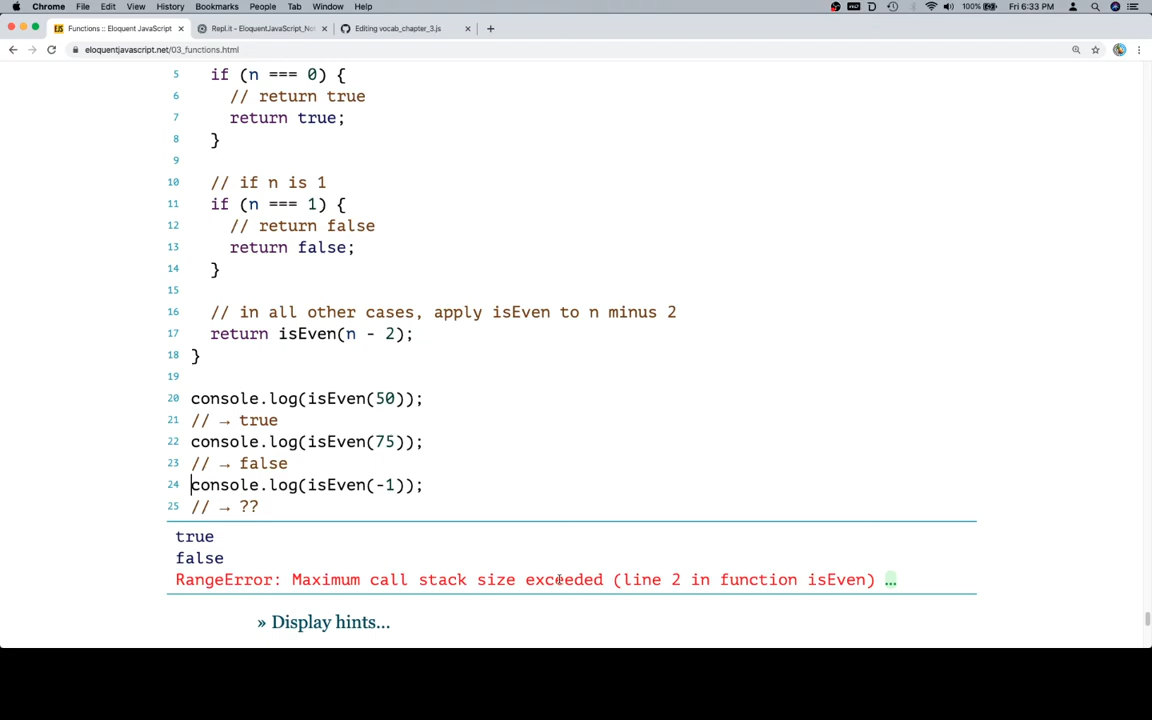 Chrome File Edit View History Bookmarks People Tab Window Help 100% Fri 6:33 PM
Functions :: Eloquent JavaScript
Repl.it - EloquentJavaScript_No
Editing vocab_chapter_3.js
eloquentjavascript.net/03_functions.html
5 if (n === 0) {
6 // return true
7 return true;
8 }
9
10 // if n is 1
11 if (n === 1) {
12 // return false
13 return false;
14 }
15
16 // in all other cases, apply isEven to n minus 2
17 return isEven(n - 2);
18 }
19
20 console.log(isEven(50));
21 // → true
22 console.log(isEven(75));
23 // → false
24 console.log(isEven(-1));
25 // → ??
true
false
RangeError: Maximum call stack size exceeded (line 2 in function isEven) ...
» Display hints...